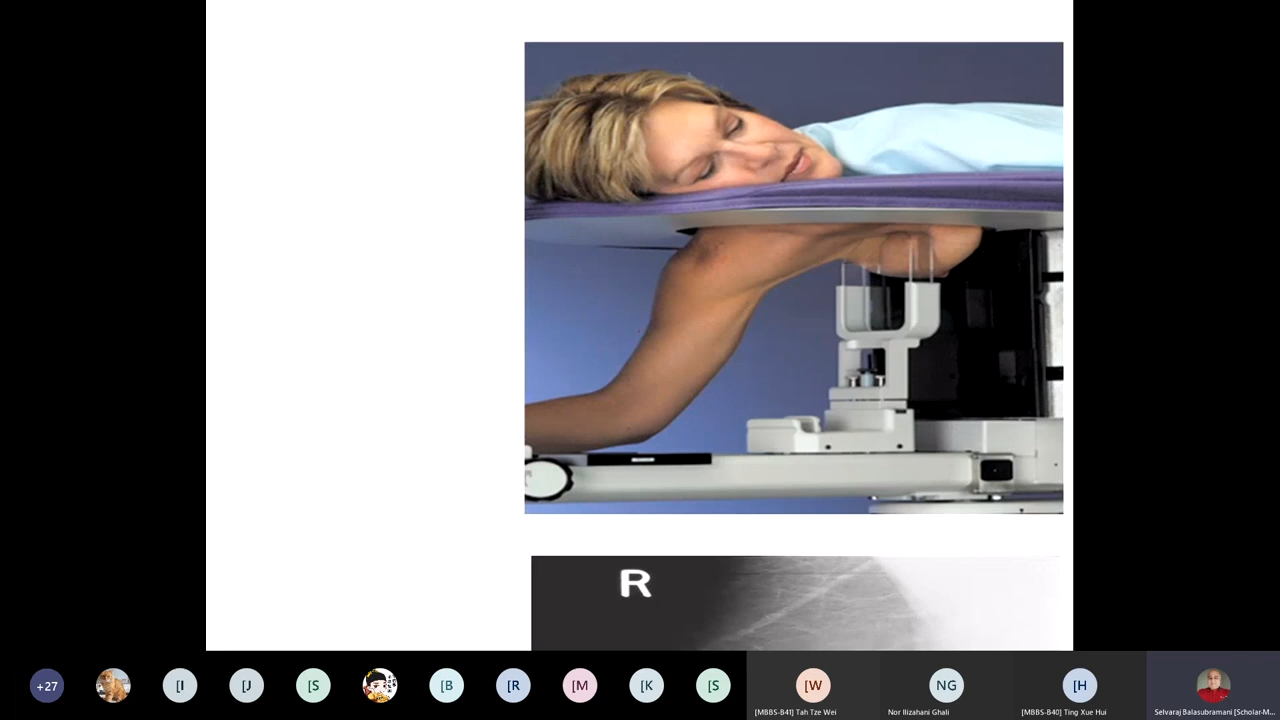 R
+27
[I
[J
[S
[B
[R
[M
[K
[S
[W
NG
[H
[MBBS-B41] Tah Tze Wei
Nor Ilizahani Ghali
[MBBS-B40] Ting Xue Hui
Selvaraj Balasubramani [Scholar-M...